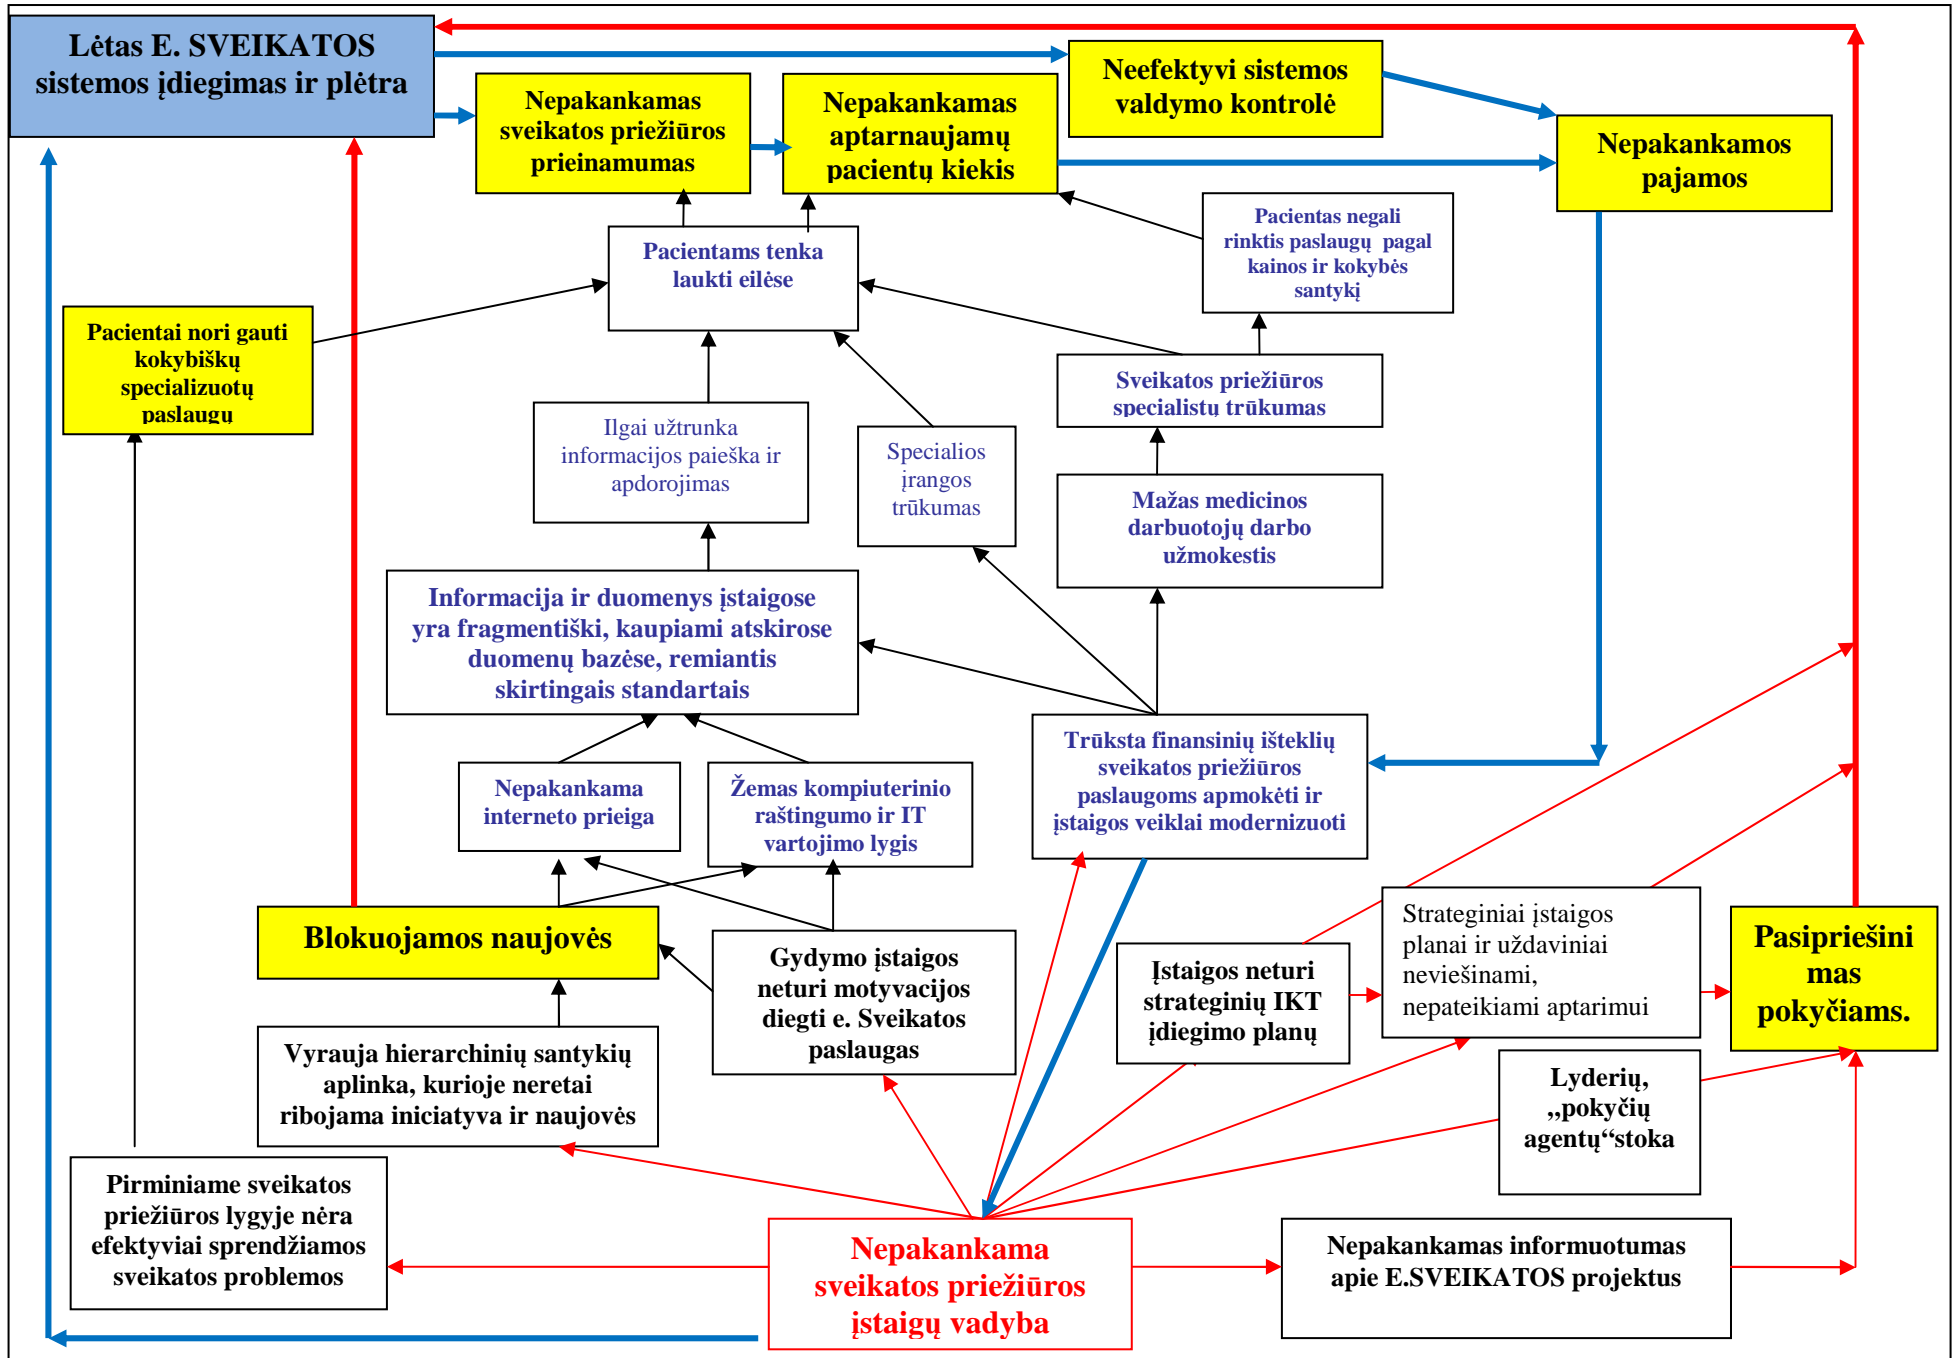 Lėtas E. SVEIKATOS
sistemos įdiegimas ir plėtra
Neefektyvi sistemos
valdymo kontrolė
Nepakankamas
sveikatos priežiūros
prieinamumas
Nepakankamas
aptarnaujamų
pacientų kiekis
Nepakankamos
pajamos
Pacientams tenka
laukti eilėse
Pacientas negali
rinktis paslaugų pagal
kainos ir kokybės
santykį
Pacientai nori gauti
kokybiškų
specializuotų
paslaugų
Sveikatos priežiūros
specialistų trūkumas
Ilgai užtrunka
informacijos paieška ir
apdorojimas
Specialios
įrangos
trūkumas
Mažas medicinos
darbuotojų darbo
užmokestis
Informacija ir duomenys įstaigose
yra fragmentiški, kaupiami atskirose
duomenų bazėse, remiantis
skirtingais standartais
Trūksta finansinių išteklių
sveikatos priežiūros
paslaugoms apmokėti ir
įstaigos veiklai modernizuoti
Nepakankama
interneto prieiga
Žemas kompiuterinio
raštingumo ir IT
vartojimo lygis
Blokuojamos naujovės
Gydymo įstaigos
neturi motyvacijos
diegti e. Sveikatos
paslaugas
Įstaigos neturi
strateginių IKT
įdiegimo planų
Strateginiai įstaigos
planai ir uždaviniai
neviešinami,
nepateikiami aptarimui
Pasipriešini
mas
pokyčiams.
Vyrauja hierarchinių santykių
aplinka, kurioje neretai
ribojama iniciatyva ir naujovės
Lyderių,
„pokyčių
agentų“stoka
Pirminiame sveikatos
priežiūros lygyje nėra
efektyviai sprendžiamos
sveikatos problemos
Nepakankama
sveikatos priežiūros
įstaigų vadyba
Nepakankamas informuotumas
apie E.SVEIKATOS projektus